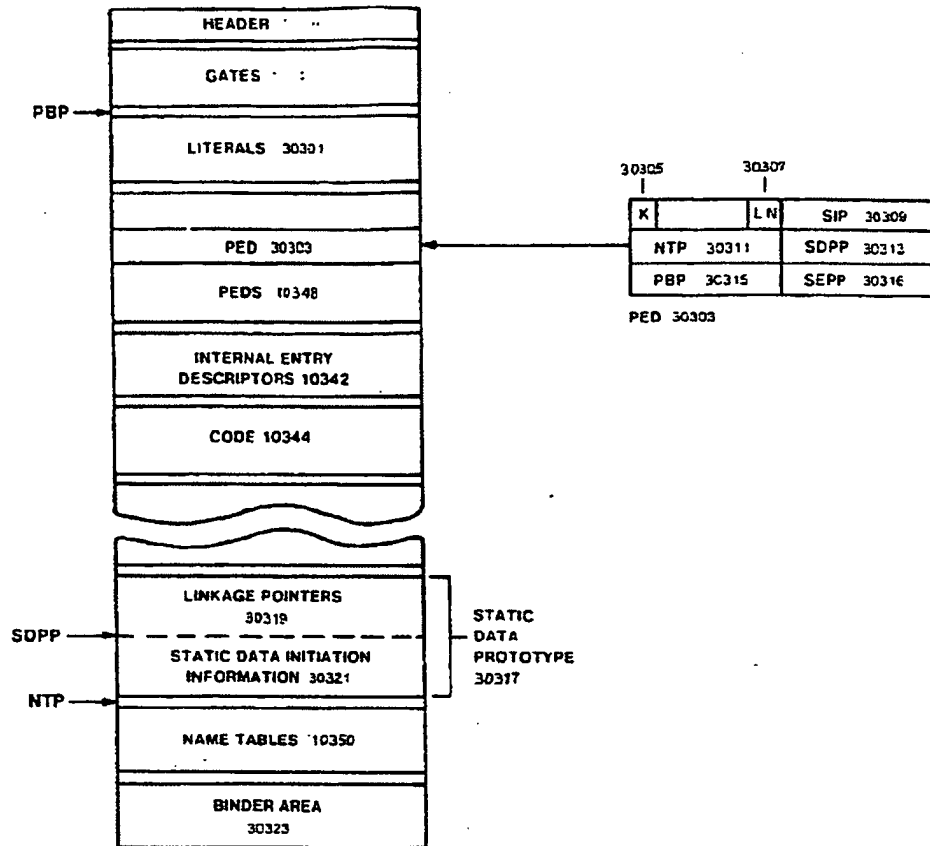 HEADER
GATES
PBP
LITERALS 30301
PED 30303
PEDS 10348
INTERNAL ENTRY
DESCRIPTORS 10342
CODE 10344
30305 30307
K LN SIP 30309
NTP 30311 SDPP 30313
PBP 30315 SEPP 30316
PED 30303
LINKAGE POINTERS
30319
SDPP
STATIC DATA INITIATION
INFORMATION 30321
STATIC
DATA
PROTOTYPE
30317
NTP
NAME TABLES 10350
BINDER AREA
30323